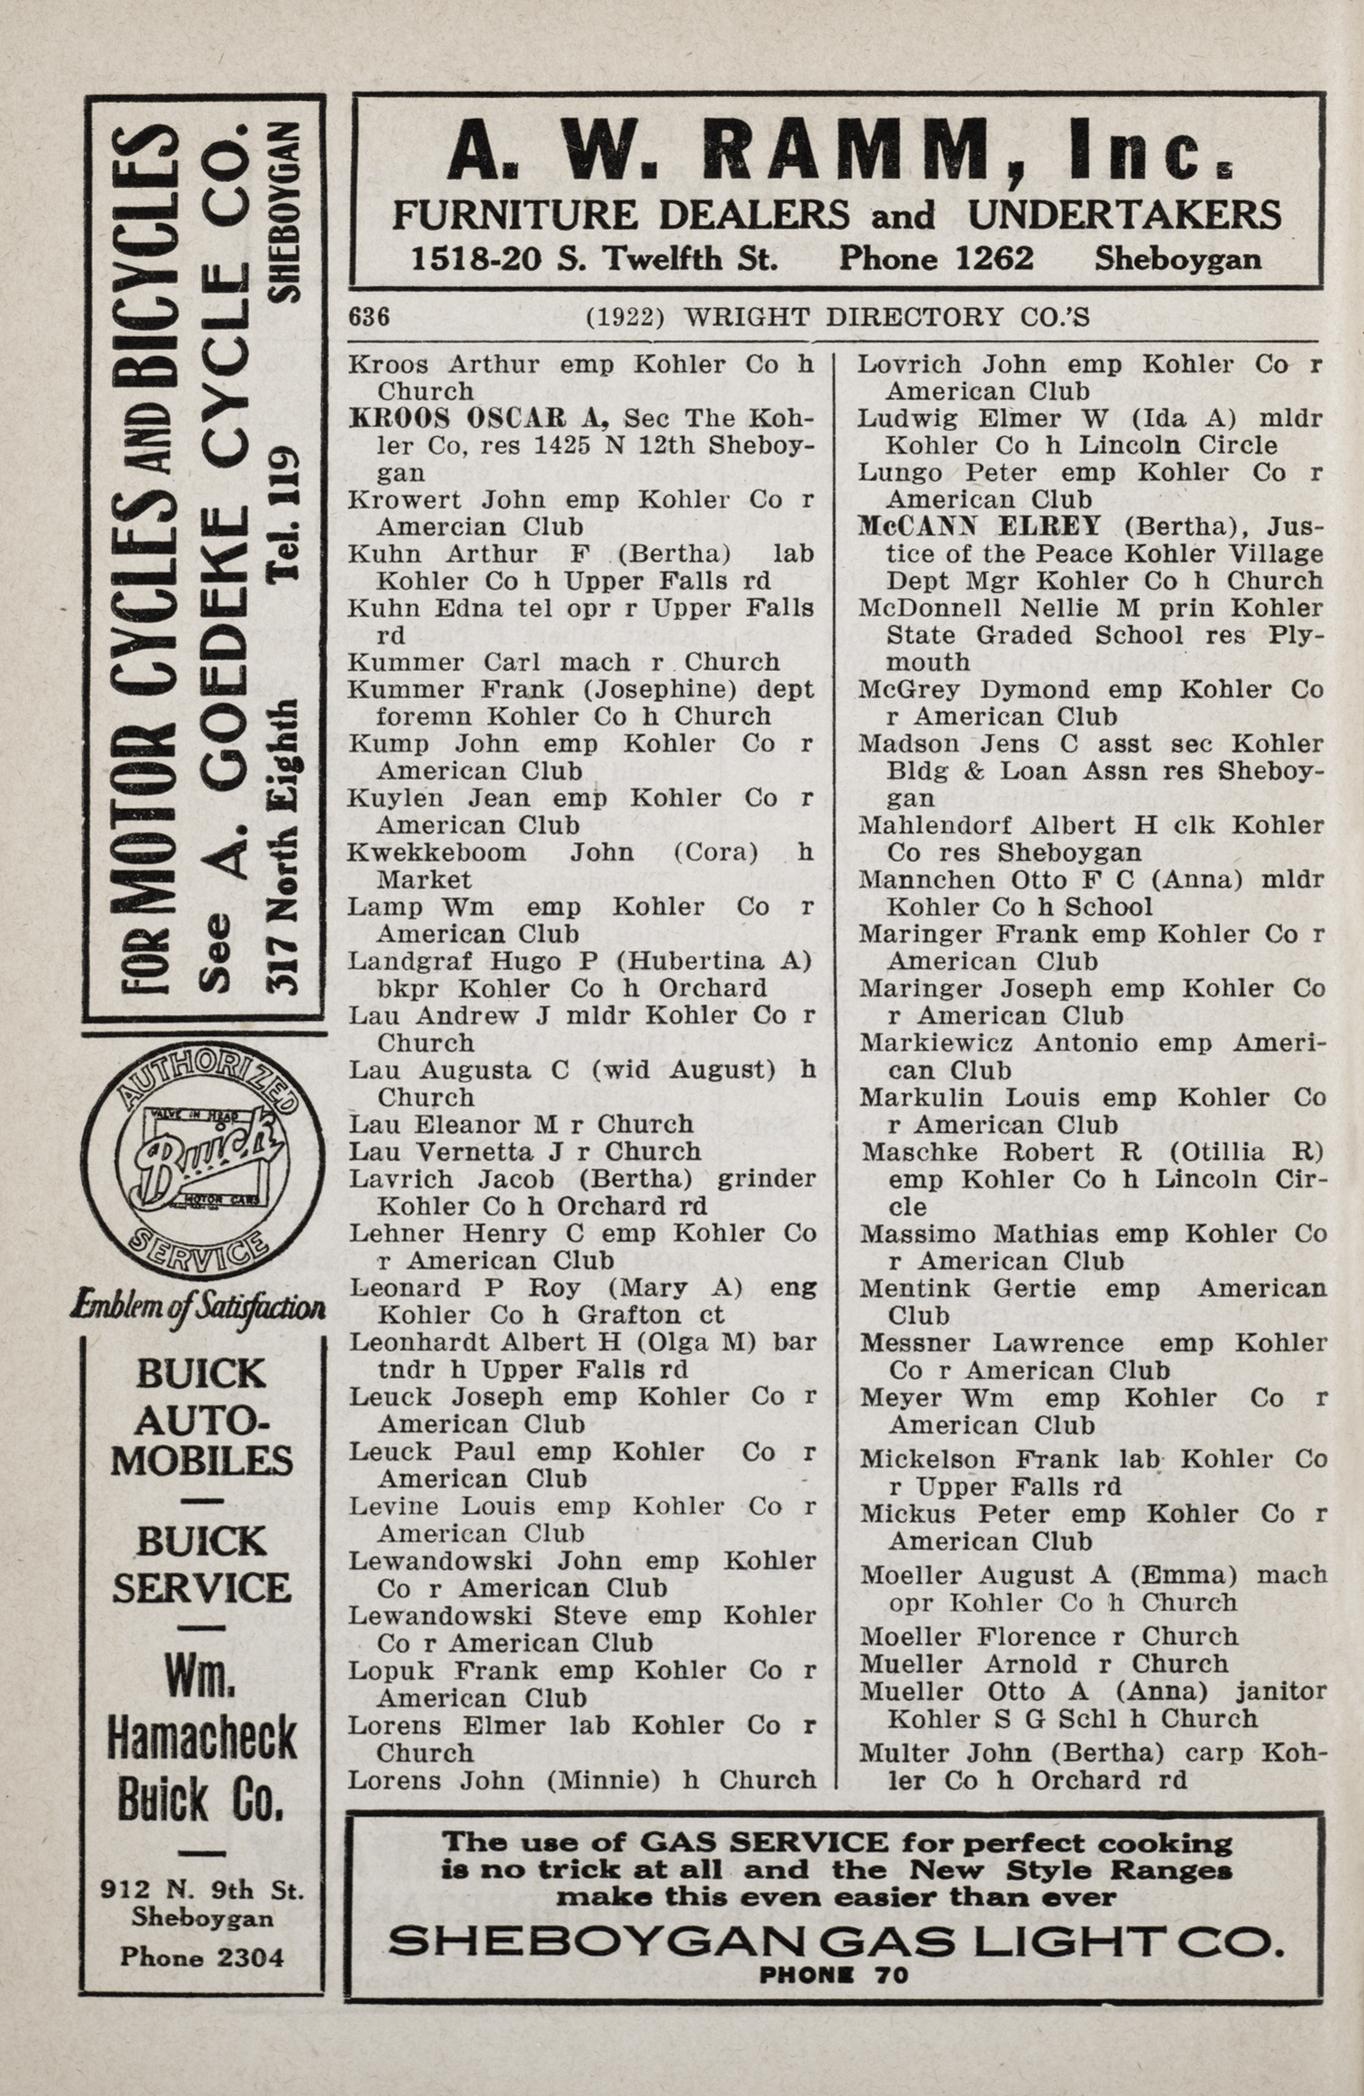 FOR MOTOR CYCLES AND BICYCLES
See A. GOEDEKE CYCLE CO.
317 North Eighth Tel. 119 SHEBOYGAN
AUTHORIZED
VALVE IN HEAD
Buick
MOTOR CARS
SERVICE
Emblem of Satisfaction
BUICK
AUTO-
MOBILES
BUICK
SERVICE
Wm.
Hamacheck
Buick Co.
912 N. 9th St.
Sheboygan
Phone 2304
A. W. RAMM, Inc.
FURNITURE DEALERS and UNDERTAKERS
1518-20 S. Twelfth St. Phone 1262 Sheboygan
636 (1922) WRIGHT DIRECTORY CO.'S
Kroos Arthur emp Kohler Co h
Church
KROOS OSCAR A, Sec The Koh-
ler Co, res 1425 N 12th Sheboy-
gan
Krowert John emp Kohler Co r
Amercian Club
Kuhn Arthur F (Bertha) lab
Kohler Co h Upper Falls rd
Kuhn Edna tel opr r Upper Falls
rd
Kummer Carl mach r Church
Kummer Frank (Josephine) dept
foremn Kohler Co h Church
Kump John emp Kohler Co r
American Club
Kuylen Jean emp Kohler Co r
American Club
Kwekkeboom John (Cora) h
Market
Lamp Wm emp Kohler Co r
American Club
Landgraf Hugo P (Hubertina A)
bkpr Kohler Co h Orchard
Lau Andrew J mldr Kohler Co r
Church
Lau Augusta C (wid August) h
Church
Lau Eleanor M r Church
Lau Vernetta J r Church
Lavrich Jacob (Bertha) grinder
Kohler Co h Orchard rd
Lehner Henry C emp Kohler Co
r American Club
Leonard P Roy (Mary A) eng
Kohler Co h Grafton ct
Leonhardt Albert H (Olga M) bar
tndr h Upper Falls rd
Leuck Joseph emp Kohler Co r
American Club
Leuck Paul emp Kohler Co r
American Club
Levine Louis emp Kohler Co r
American Club
Lewandowski John emp Kohler
Co r American Club
Lewandowski Steve emp Kohler
Co r American Club
Lopuk Frank emp Kohler Co r
American Club
Lorens Elmer lab Kohler Co r
Church
Lorens John (Minnie) h Church
Lovrich John emp Kohler Co r
American Club
Ludwig Elmer W (Ida A) mldr
Kohler Co h Lincoln Circle
Lungo Peter emp Kohler Co r
American Club
McCANN ELREY (Bertha), Jus-
tice of the Peace Kohler Village
Dept Mgr Kohler Co h Church
McDonnell Nellie M prin Kohler
State Graded School res Ply-
mouth
McGrey Dymond emp Kohler Co
r American Club
Madson Jens C asst sec Kohler
Bldg & Loan Assn res Sheboy-
gan
Mahlendorf Albert H clk Kohler
Co res Sheboygan
Mannchen Otto F C (Anna) mldr
Kohler Co h School
Maringer Frank emp Kohler Co r
American Club
Maringer Joseph emp Kohler Co
r American Club
Markiewicz Antonio emp Ameri-
can Club
Markulin Louis emp Kohler Co
r American Club
Maschke Robert R (Otillia R)
emp Kohler Co h Lincoln Cir-
cle
Massimo Mathias emp Kohler Co
r American Club
Mentink Gertie emp American
Club
Messner Lawrence emp Kohler
Co r American Club
Meyer Wm emp Kohler Co r
American Club
Mickelson Frank lab Kohler Co
r Upper Falls rd
Mickus Peter emp Kohler Co r
American Club
Moeller August A (Emma) mach
opr Kohler Co h Church
Moeller Florence r Church
Mueller Arnold r Church
Mueller Otto A (Anna) janitor
Kohler S G Schl h Church
Multer John (Bertha) carp Koh-
ler Co h Orchard rd
The use of GAS SERVICE for perfect cooking
is no trick at all and the New Style Ranges
make this even easier than ever
SHEBOYGAN GAS LIGHT CO.
PHONE 70